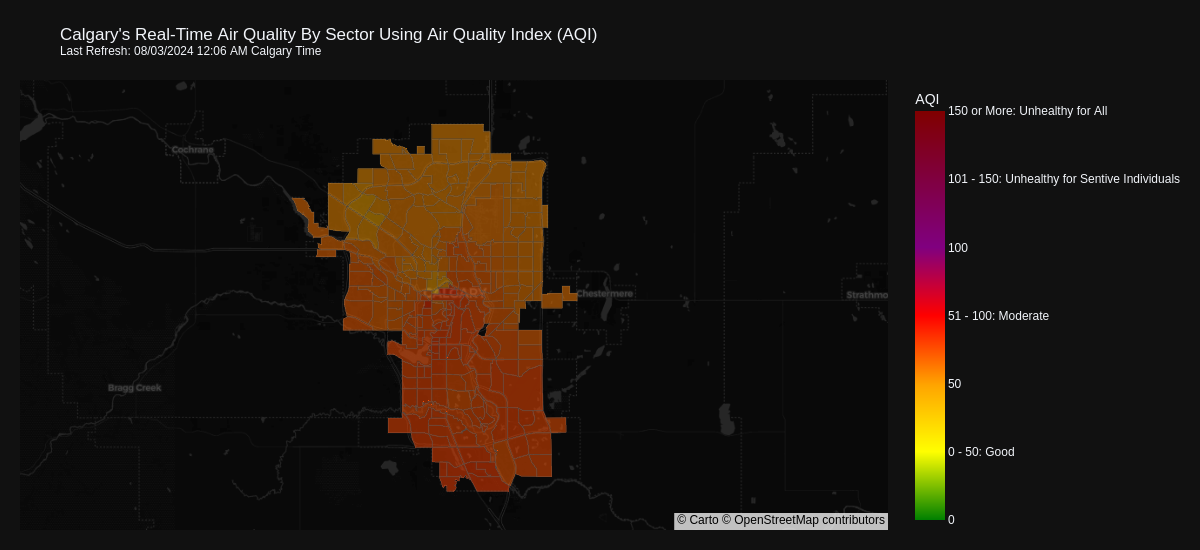 Calgary's Real-Time Air Quality By Sector Using Air Quality Index (AQI)
Last Refresh: 08/03/2024 12:06 AM Calgary Time
AQI
150 or More: Unhealthy for All
101 - 150: Unhealthy for Sentive Individuals
100
51 - 100: Moderate
50
0 - 50: Good
0
Cochrane
CALGARY
Chestermere
Strathmo
Bragg Creek
© Carto © OpenStreetMap contributors